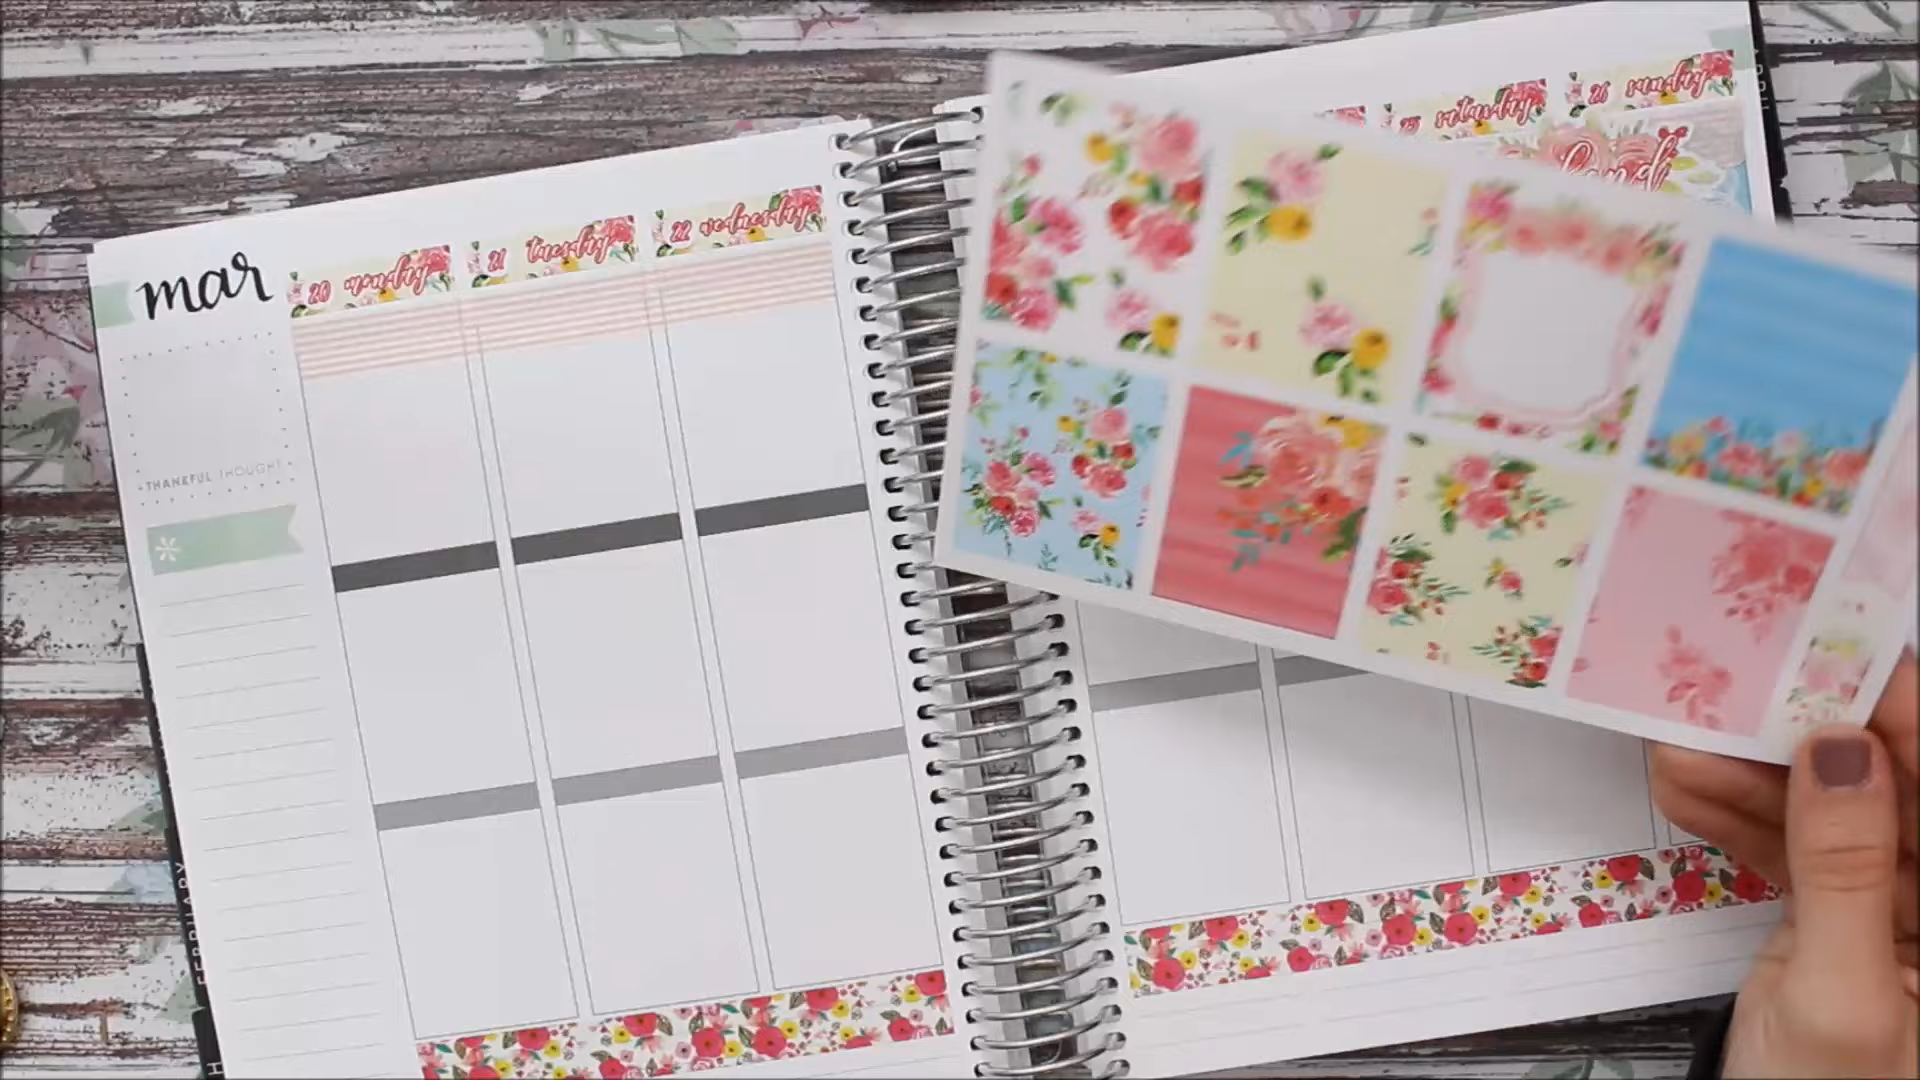 mar
20 monday
21 tuesday
22 wednesday
25 saturday
26 sunday
THANKFUL THOUGHT
FEBRUARY